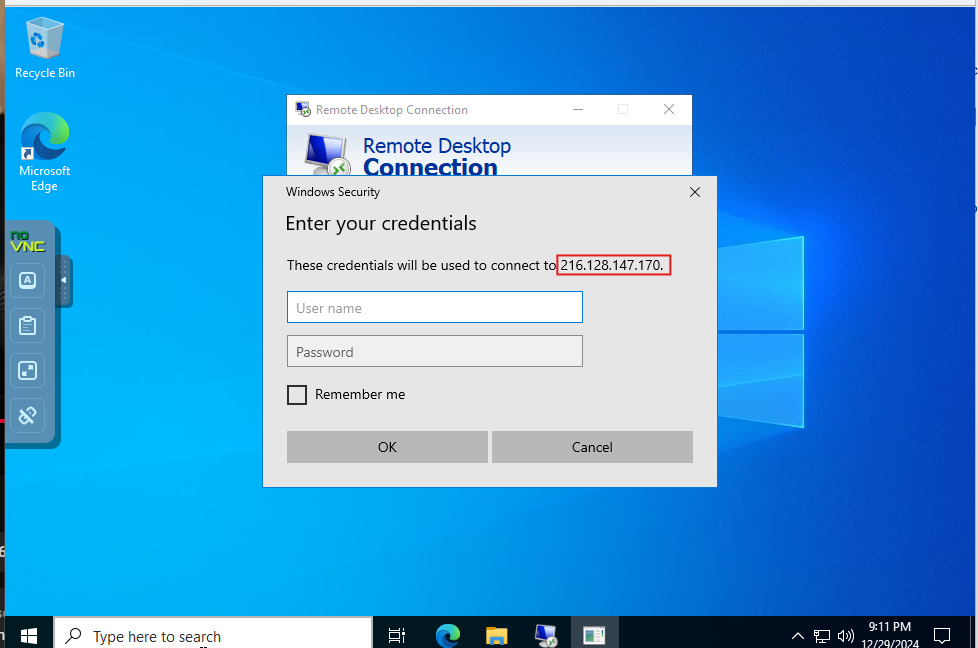 Recycle Bin
Microsoft
Edge
no
VNC
A
Remote Desktop Connection
Remote Desktop
Connection
Windows Security
Enter your credentials
These credentials will be used to connect to 216.128.147.170.
User name
Password
Remember me
OK
Cancel
Type here to search
9:11 PM
12/29/2024